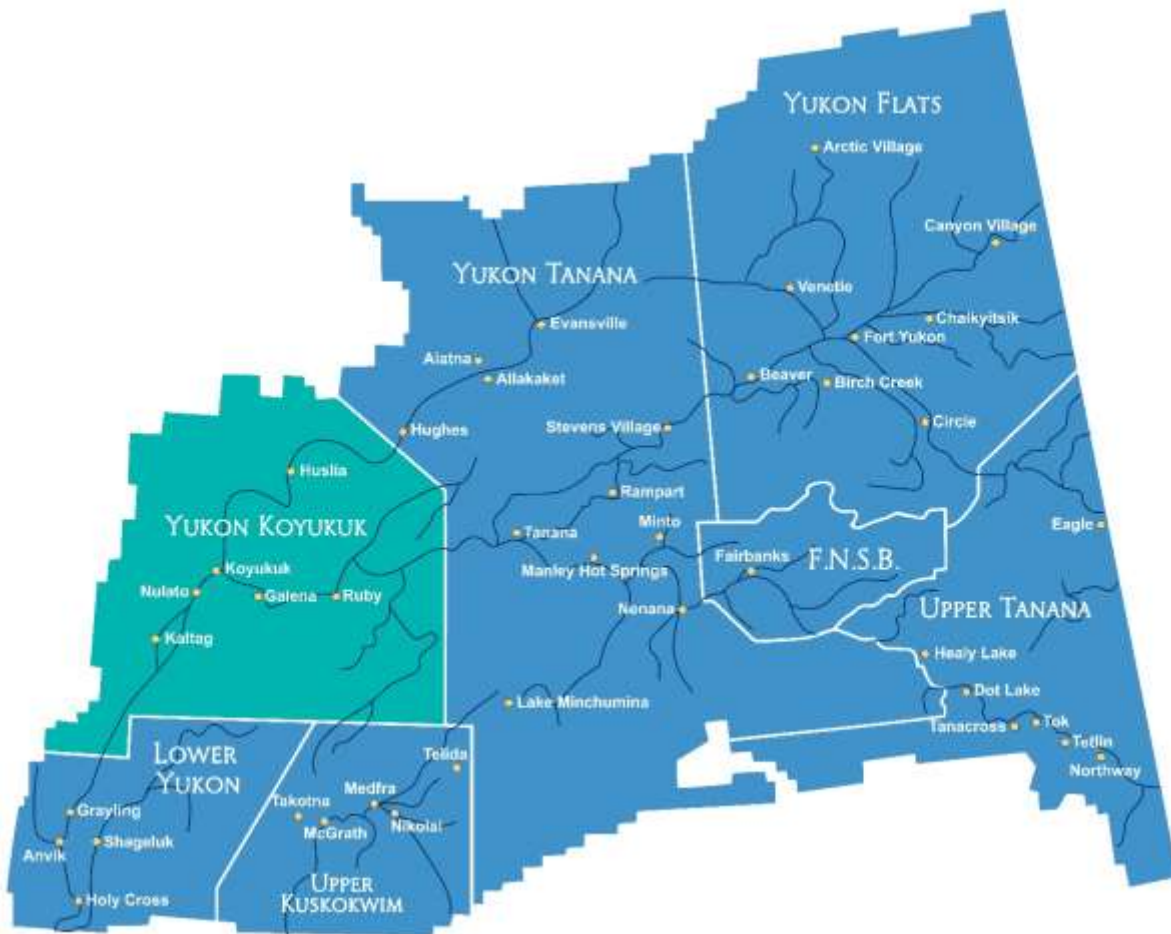 YUKON FLATS
Arctic Village
Canyon Village
YUKON TANANA
Venetie
Evansville
Chalkyitsik
Fort Yukon
Alatna
Allakaket
Beaver
Birch Creek
Circle
Stevens Village
Hughes
Huslia
Rampart
YUKON KOYUKUK
Minto
Tanana
Eagle
Fairbanks
F.N.S.B.
Manley Hot Springs
Koyukuk
Nulato
Galena
Ruby
Nenana
UPPER TANANA
Kaltag
Healy Lake
Dot Lake
Lake Minchumina
Tanacross
Tok
Tetlin
Northway
LOWER
YUKON
Telida
Medfra
Takotna
McGrath
Nikolai
Grayling
Shageluk
Anvik
UPPER
KUSKOKWIM
Holy Cross